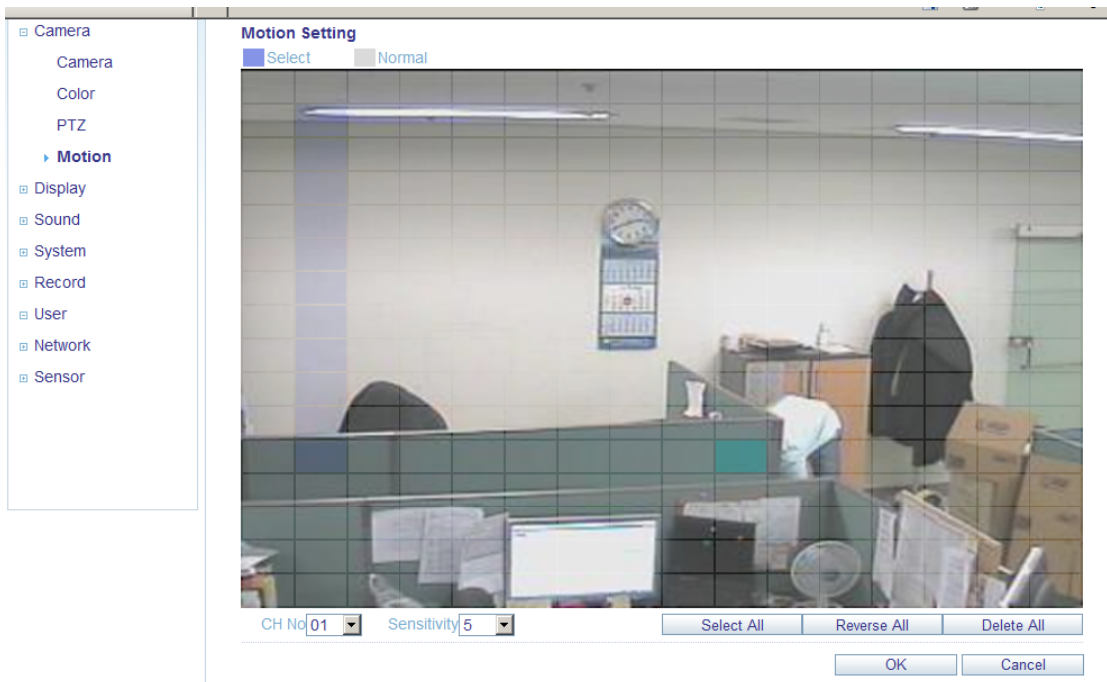 Camera
Camera
Color
PTZ
Motion
Display
Sound
System
Record
User
Network
Sensor
Motion Setting
Select Normal
CH No 01 Sensitivity 5 Select All Reverse All Delete All
OK Cancel